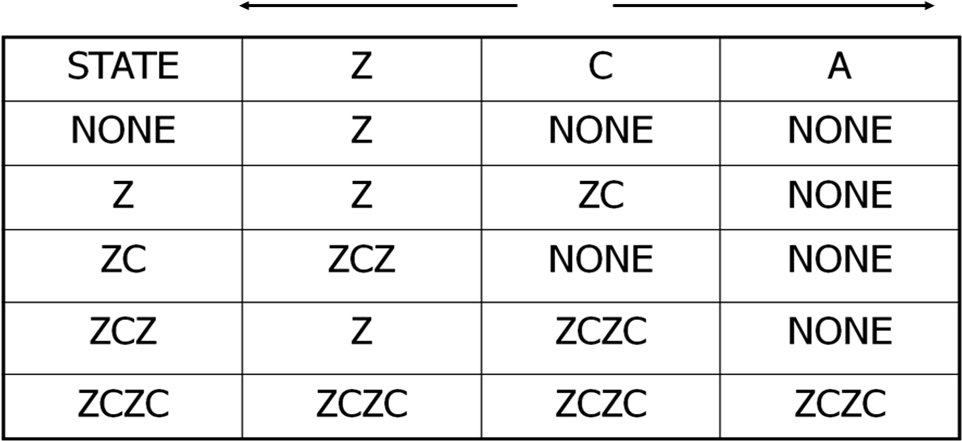 STATE Z C A
NONE Z NONE NONE
Z Z ZC NONE
ZC ZCZ NONE NONE
ZCZ Z ZCZC NONE
ZCZC ZCZC ZCZC ZCZC